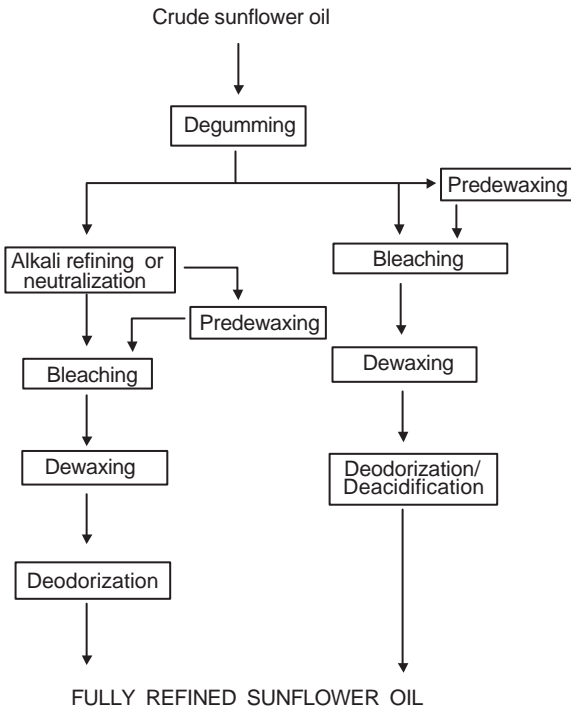 Crude sunflower oil
Degumming
Predewaxing
Alkali refining or
neutralization
Bleaching
Predewaxing
Bleaching
Dewaxing
Dewaxing
Deodorization/
Deacidification
Deodorization
FULLY REFINED SUNFLOWER OIL